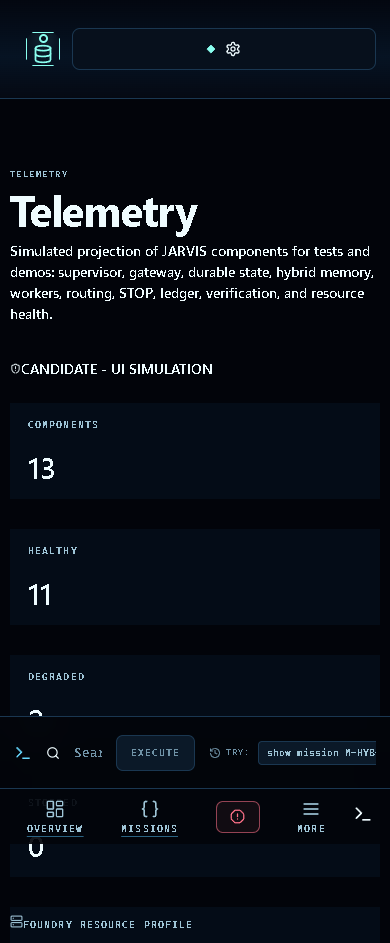 TELEMETRY
Telemetry
Simulated projection of JARVIS components for tests and
demos: supervisor, gateway, durable state, hybrid memory,
workers, routing, STOP, ledger, verification, and resource
health.
CANDIDATE - UI SIMULATION
COMPONENTS
13
HEALTHY
11
DEGRADED
Sear
EXECUTE
TRY:
show mission M-HYB-
OVERVIEW
MISSIONS
MORE
0
FOUNDRY RESOURCE PROFILE